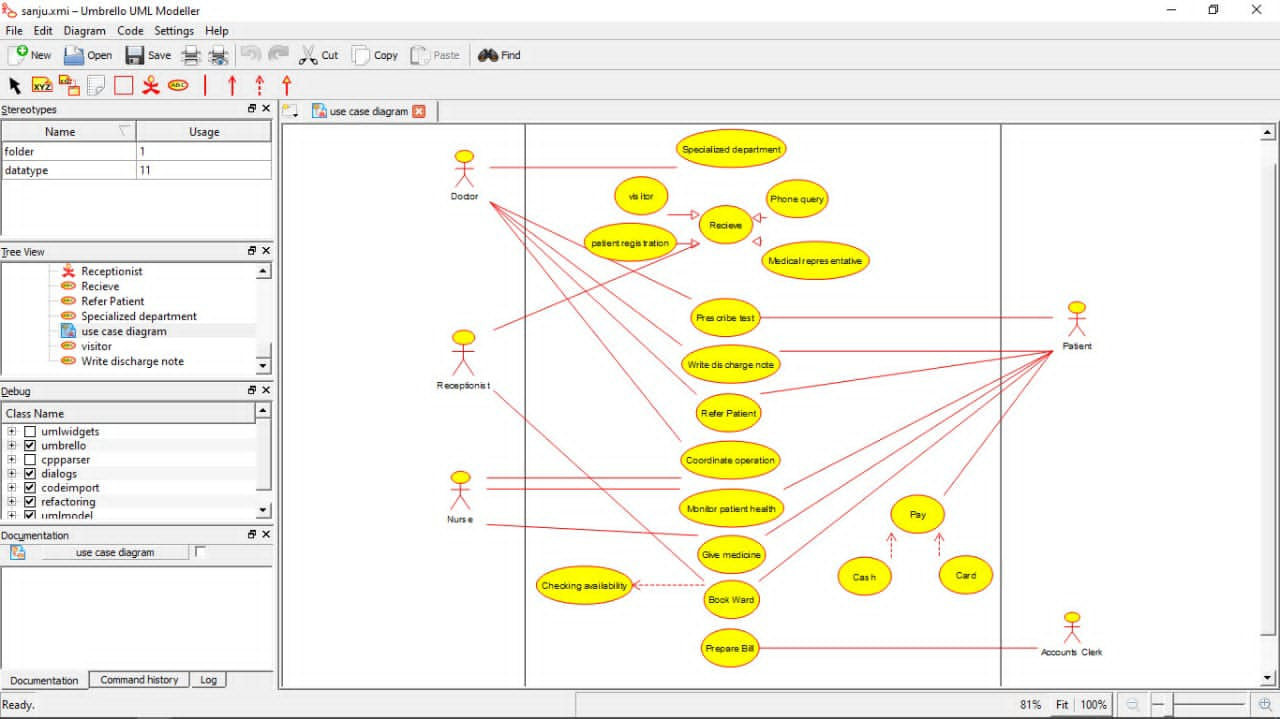 sanju.xmi – Umbrello UML Modeller
File Edit Diagram Code Settings Help
New Open Save Cut Copy Paste Find
XYZ ABC
Stereotypes
use case diagram
Name Usage
folder 1
datatype 11
Tree View
Receptionist
Recieve
Refer Patient
Specialized department
use case diagram
visitor
Write discharge note
Debug
Class Name
umlwidgets
umbrello
cppparser
dialogs
codeimport
refactoring
umlmodel
Documentation
use case diagram
Documentation Command history Log
Specialized department
Doctor
visitor
Phone query
Recieve
patient registration
Medical representative
Prescribe test
Receptionist
Patient
Write discharge note
Refer Patient
Coordinate operation
Nurse
Monitor patient health
Pay
Give medicine
Cash
Card
Checking availability
Book Ward
Prepare Bill
Accounts Clerk
Ready.
81% Fit 100%